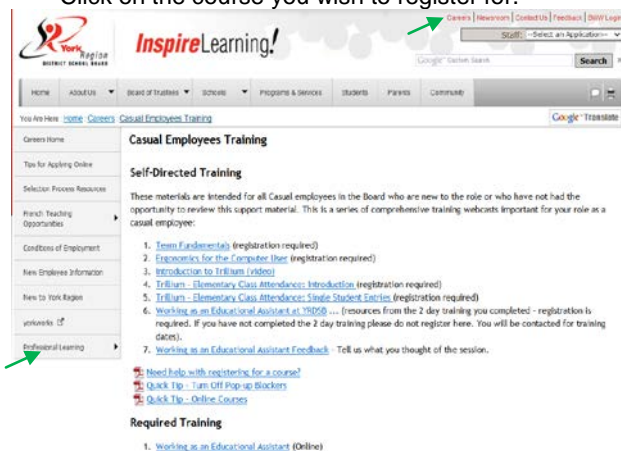 Click on the course you wish to register for.
Careers | Newsroom | Contact Us | Feedback | BWW Login
York Region
DISTRICT SCHOOL BOARD
InspireLearning!
Staff: --Select an Application--
Google™ Custom Search
Search
Home About Us Board of Trustees Schools Programs & Services Students Parents Community
You Are Here: Home Careers Casual Employees Training
Google™ Translate
Careers Home
Tips for Applying Online
Selection Process Resources
French Teaching
Opportunities
Conditions of Employment
New Employee Information
New to York Region
yorkworks
Professional Learning
Casual Employees Training
Self-Directed Training
These materials are intended for all Casual employees in the Board who are new to the role or who have not had the
opportunity to review this support material. This is a series of comprehensive training webcasts important for your role as a
casual employee:
1. Team Fundamentals (registration required)
2. Ergonomics for the Computer User (registration required)
3. Introduction to Trillium (video)
4. Trillium - Elementary Class Attendance: Introduction (registration required)
5. Trillium - Elementary Class Attendance: Single Student Entries (registration required)
6. Working as an Educational Assistant at YRDSB ... (resources from the 2 day training you completed - registration is
required. If you have not completed the 2 day training please do not register here. You will be contacted for training
dates).
7. Working as an Educational Assistant Feedback - Tell us what you thought of the session.
Need help with registering for a course?
Quick Tip - Turn Off Pop-up Blockers
Quick Tip - Online Courses
Required Training
1. Working as an Educational Assistant (Online)